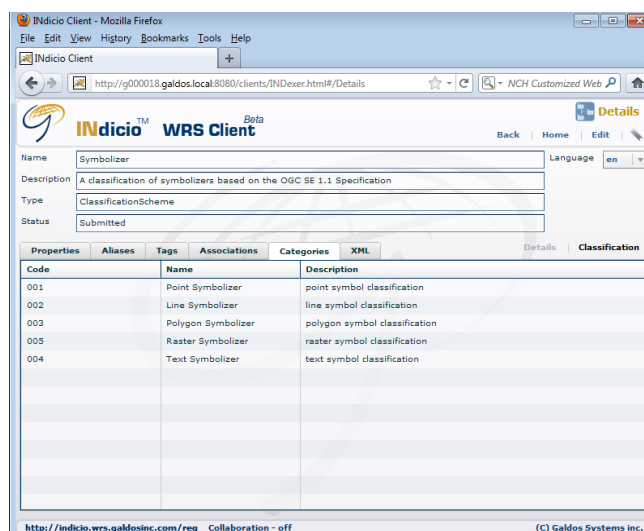 INdicio Client - Mozilla Firefox
File Edit View History Bookmarks Tools Help
INdicio Client +
http://g000018.galdos.local:8080/clients/INDexer.html#/Details NCH Customized Web
INdicio™ WRS Client Beta
Details
Back | Home | Edit |
Name Symbolizer Language en
Description A classification of symbolizers based on the OGC SE 1.1 Specification
Type ClassificationScheme
Status Submitted
Properties Aliases Tags Associations Categories XML Details | Classification
Code Name Description
001 Point Symbolizer point symbol classification
002 Line Symbolizer line symbol classification
003 Polygon Symbolizer polygon symbol classification
005 Raster Symbolizer raster symbol classification
004 Text Symbolizer text symbol classification
http://indicio.wrs.galdosinc.com/reg Collaboration - off (C) Galdos Systems inc.